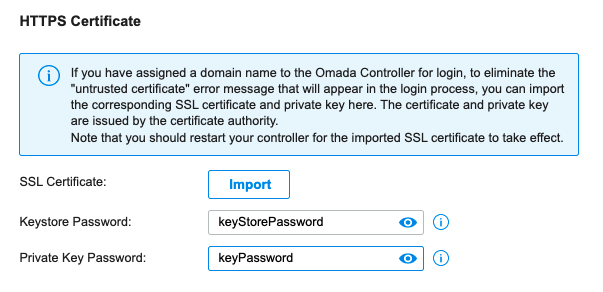 HTTPS Certificate
If you have assigned a domain name to the Omada Controller for login, to eliminate the
"untrusted certificate" error message that will appear in the login process, you can import
the corresponding SSL certificate and private key here. The certificate and private key
are issued by the certificate authority.
Note that you should restart your controller for the imported SSL certificate to take effect.
SSL Certificate:
Import
Keystore Password:
keyStorePassword
Private Key Password:
keyPassword